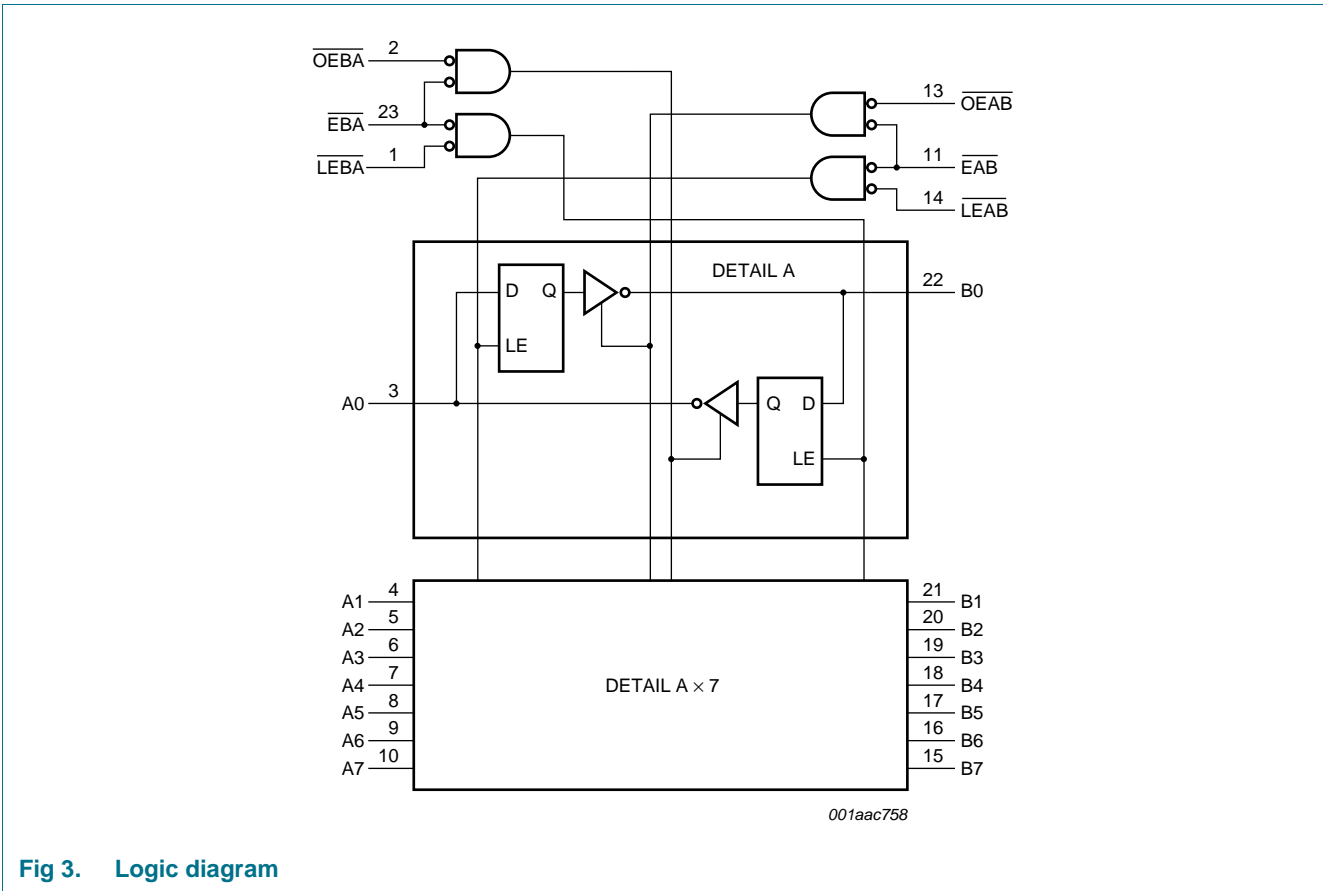 OEBA 2
EBA 23
LEBA 1
13 OEAB
11 EAB
14 LEAB
DETAIL A
D Q
LE
22 B0
A0 3
Q D
LE
A1 4
A2 5
A3 6
A4 7
A5 8
A6 9
A7 10
DETAIL A × 7
21 B1
20 B2
19 B3
18 B4
17 B5
16 B6
15 B7
001aac758
Fig 3. Logic diagram